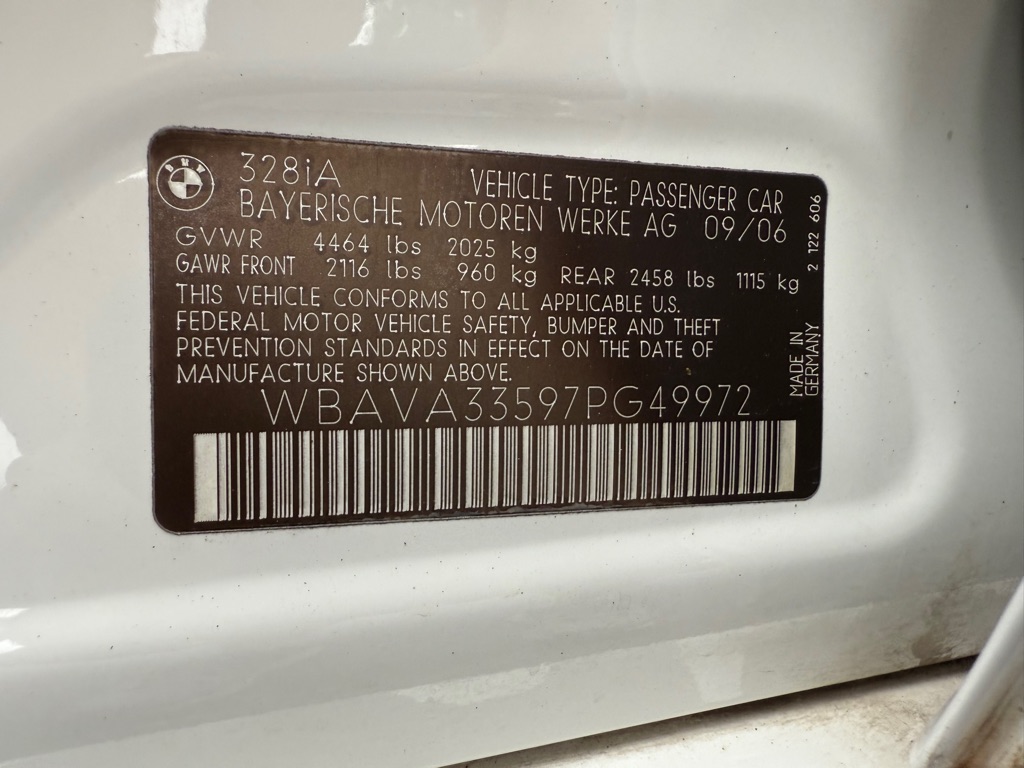 BMW
328iA
VEHICLE TYPE: PASSENGER CAR
BAYERISCHE MOTOREN WERKE AG 09/06
GVWR 4464 lbs 2025 kg
GAWR FRONT 2116 lbs 960 kg REAR 2458 lbs 1115 kg
THIS VEHICLE CONFORMS TO ALL APPLICABLE U.S.
FEDERAL MOTOR VEHICLE SAFETY, BUMPER AND THEFT
PREVENTION STANDARDS IN EFFECT ON THE DATE OF
MANUFACTURE SHOWN ABOVE.
WBAVA33597PG49972
2 122 606
MADE IN
GERMANY